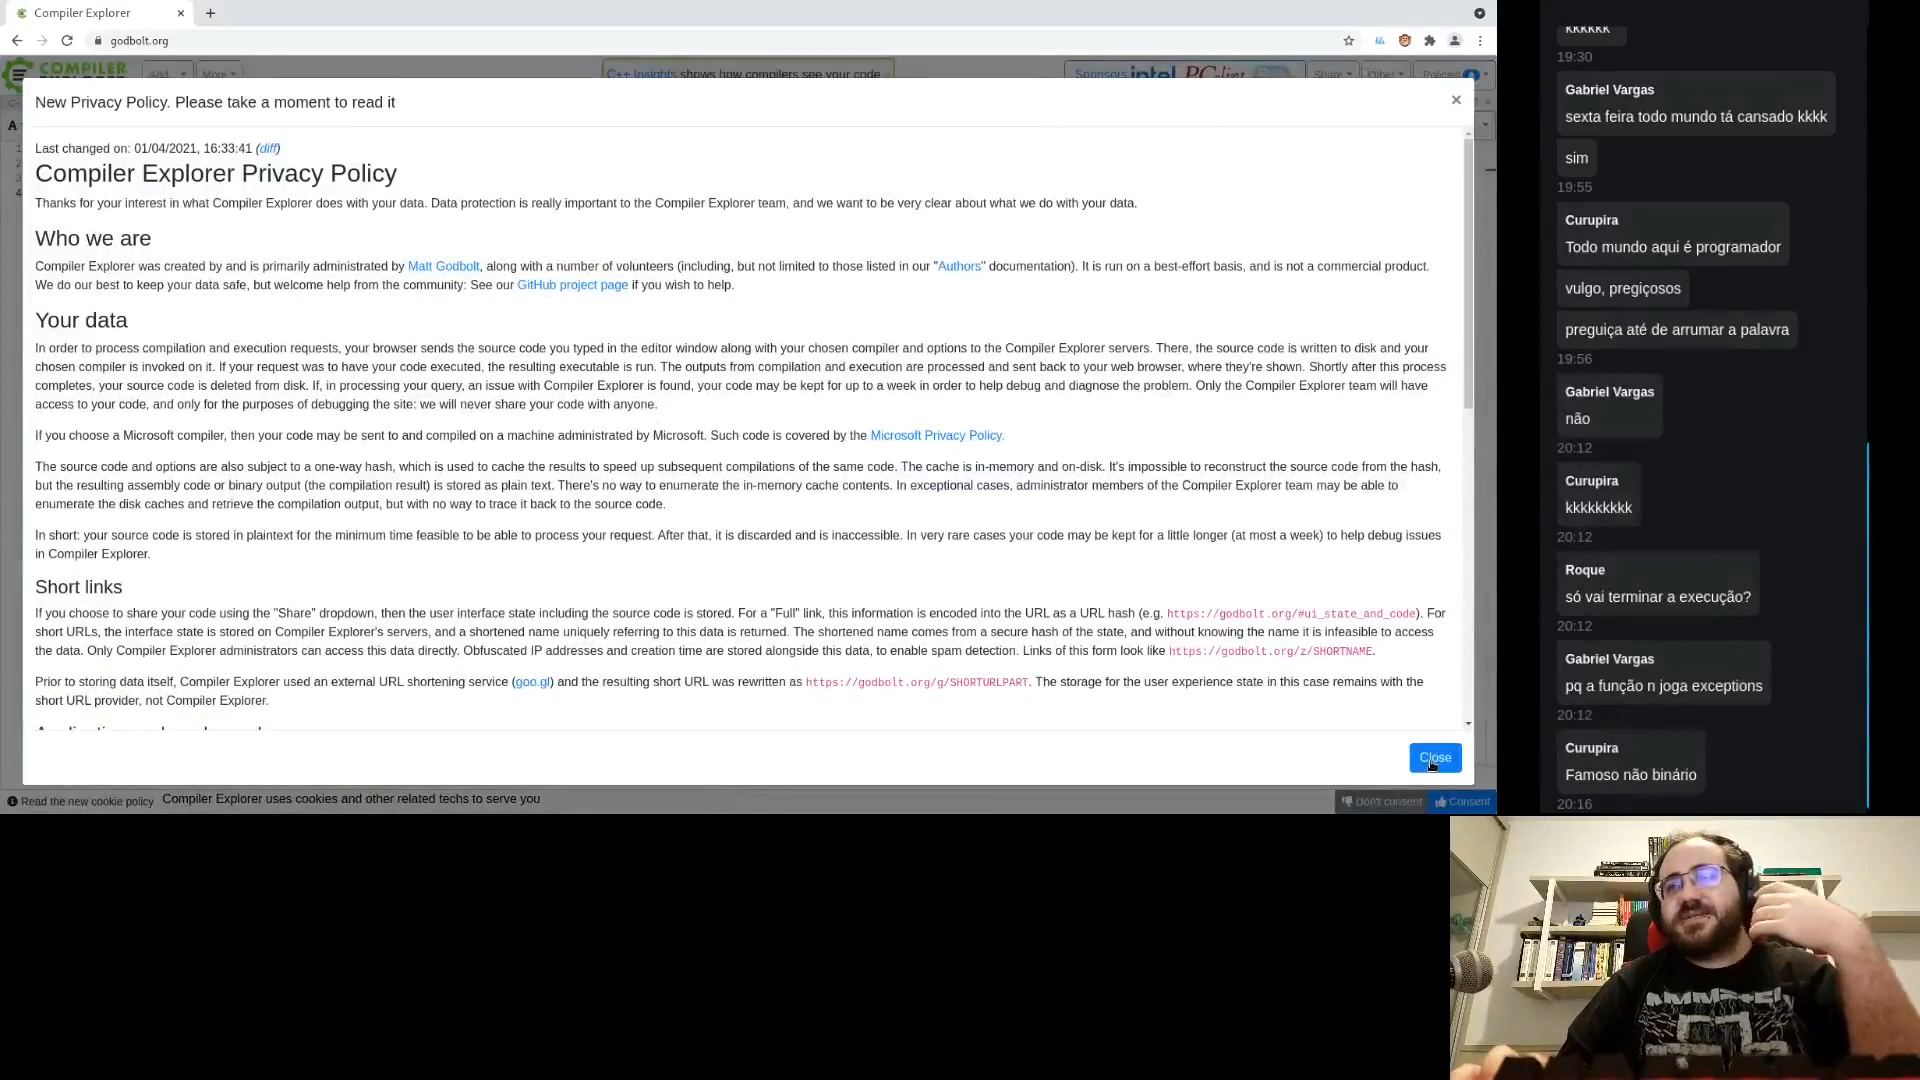 Compiler Explorer
godbolt.org
COMPILER
EXPLORER
Add...
More
C++ Insights shows how compilers see your code
Sponsors
intel
PC-lint
Share
Other
Policies
New Privacy Policy. Please take a moment to read it
Last changed on: 01/04/2021, 16:33:41 (diff)
Compiler Explorer Privacy Policy
Thanks for your interest in what Compiler Explorer does with your data. Data protection is really important to the Compiler Explorer team, and we want to be very clear about what we do with your data.
Who we are
Compiler Explorer was created by and is primarily administrated by Matt Godbolt, along with a number of volunteers (including, but not limited to those listed in our "Authors" documentation). It is run on a best-effort basis, and is not a commercial product.
We do our best to keep your data safe, but welcome help from the community: See our GitHub project page if you wish to help.
Your data
In order to process compilation and execution requests, your browser sends the source code you typed in the editor window along with your chosen compiler and options to the Compiler Explorer servers. There, the source code is written to disk and your
chosen compiler is invoked on it. If your request was to have your code executed, the resulting executable is run. The outputs from compilation and execution are processed and sent back to your web browser, where they're shown. Shortly after this process
completes, your source code is deleted from disk. If, in processing your query, an issue with Compiler Explorer is found, your code may be kept for up to a week in order to help debug and diagnose the problem. Only the Compiler Explorer team will have
access to your code, and only for the purposes of debugging the site: we will never share your code with anyone.
If you choose a Microsoft compiler, then your code may be sent to and compiled on a machine administrated by Microsoft. Such code is covered by the Microsoft Privacy Policy.
The source code and options are also subject to a one-way hash, which is used to cache the results to speed up subsequent compilations of the same code. The cache is in-memory and on-disk. It's impossible to reconstruct the source code from the hash,
but the resulting assembly code or binary output (the compilation result) is stored as plain text. There's no way to enumerate the in-memory cache contents. In exceptional cases, administrator members of the Compiler Explorer team may be able to
enumerate the disk caches and retrieve the compilation output, but with no way to trace it back to the source code.
In short: your source code is stored in plaintext for the minimum time feasible to be able to process your request. After that, it is discarded and is inaccessible. In very rare cases your code may be kept for a little longer (at most a week) to help debug issues
in Compiler Explorer.
Short links
If you choose to share your code using the "Share" dropdown, then the user interface state including the source code is stored. For a "Full" link, this information is encoded into the URL as a URL hash (e.g. https://godbolt.org/#ui_state_and_code). For
short URLs, the interface state is stored on Compiler Explorer's servers, and a shortened name uniquely referring to this data is returned. The shortened name comes from a secure hash of the state, and without knowing the name it is infeasible to access
the data. Only Compiler Explorer administrators can access this data directly. Obfuscated IP addresses and creation time are stored alongside this data, to enable spam detection. Links of this form look like https://godbolt.org/z/SHORTNAME.
Prior to storing data itself, Compiler Explorer used an external URL shortening service (goo.gl) and the resulting short URL was rewritten as https://godbolt.org/g/SHORTURLPART. The storage for the user experience state in this case remains with the
short URL provider, not Compiler Explorer.
Close
Read the new cookie policy
Compiler Explorer uses cookies and other related techs to serve you
Don't consent
Consent
kkkkkk
19:30
Gabriel Vargas
sexta feira todo mundo tá cansado kkkk
sim
19:55
Curupira
Todo mundo aqui é programador
vulgo, pregiçosos
preguiça até de arrumar a palavra
19:56
Gabriel Vargas
não
20:12
Curupira
kkkkkkkkk
20:12
Roque
só vai terminar a execução?
20:12
Gabriel Vargas
pq a função n joga exceptions
20:12
Curupira
Famoso não binário
20:16